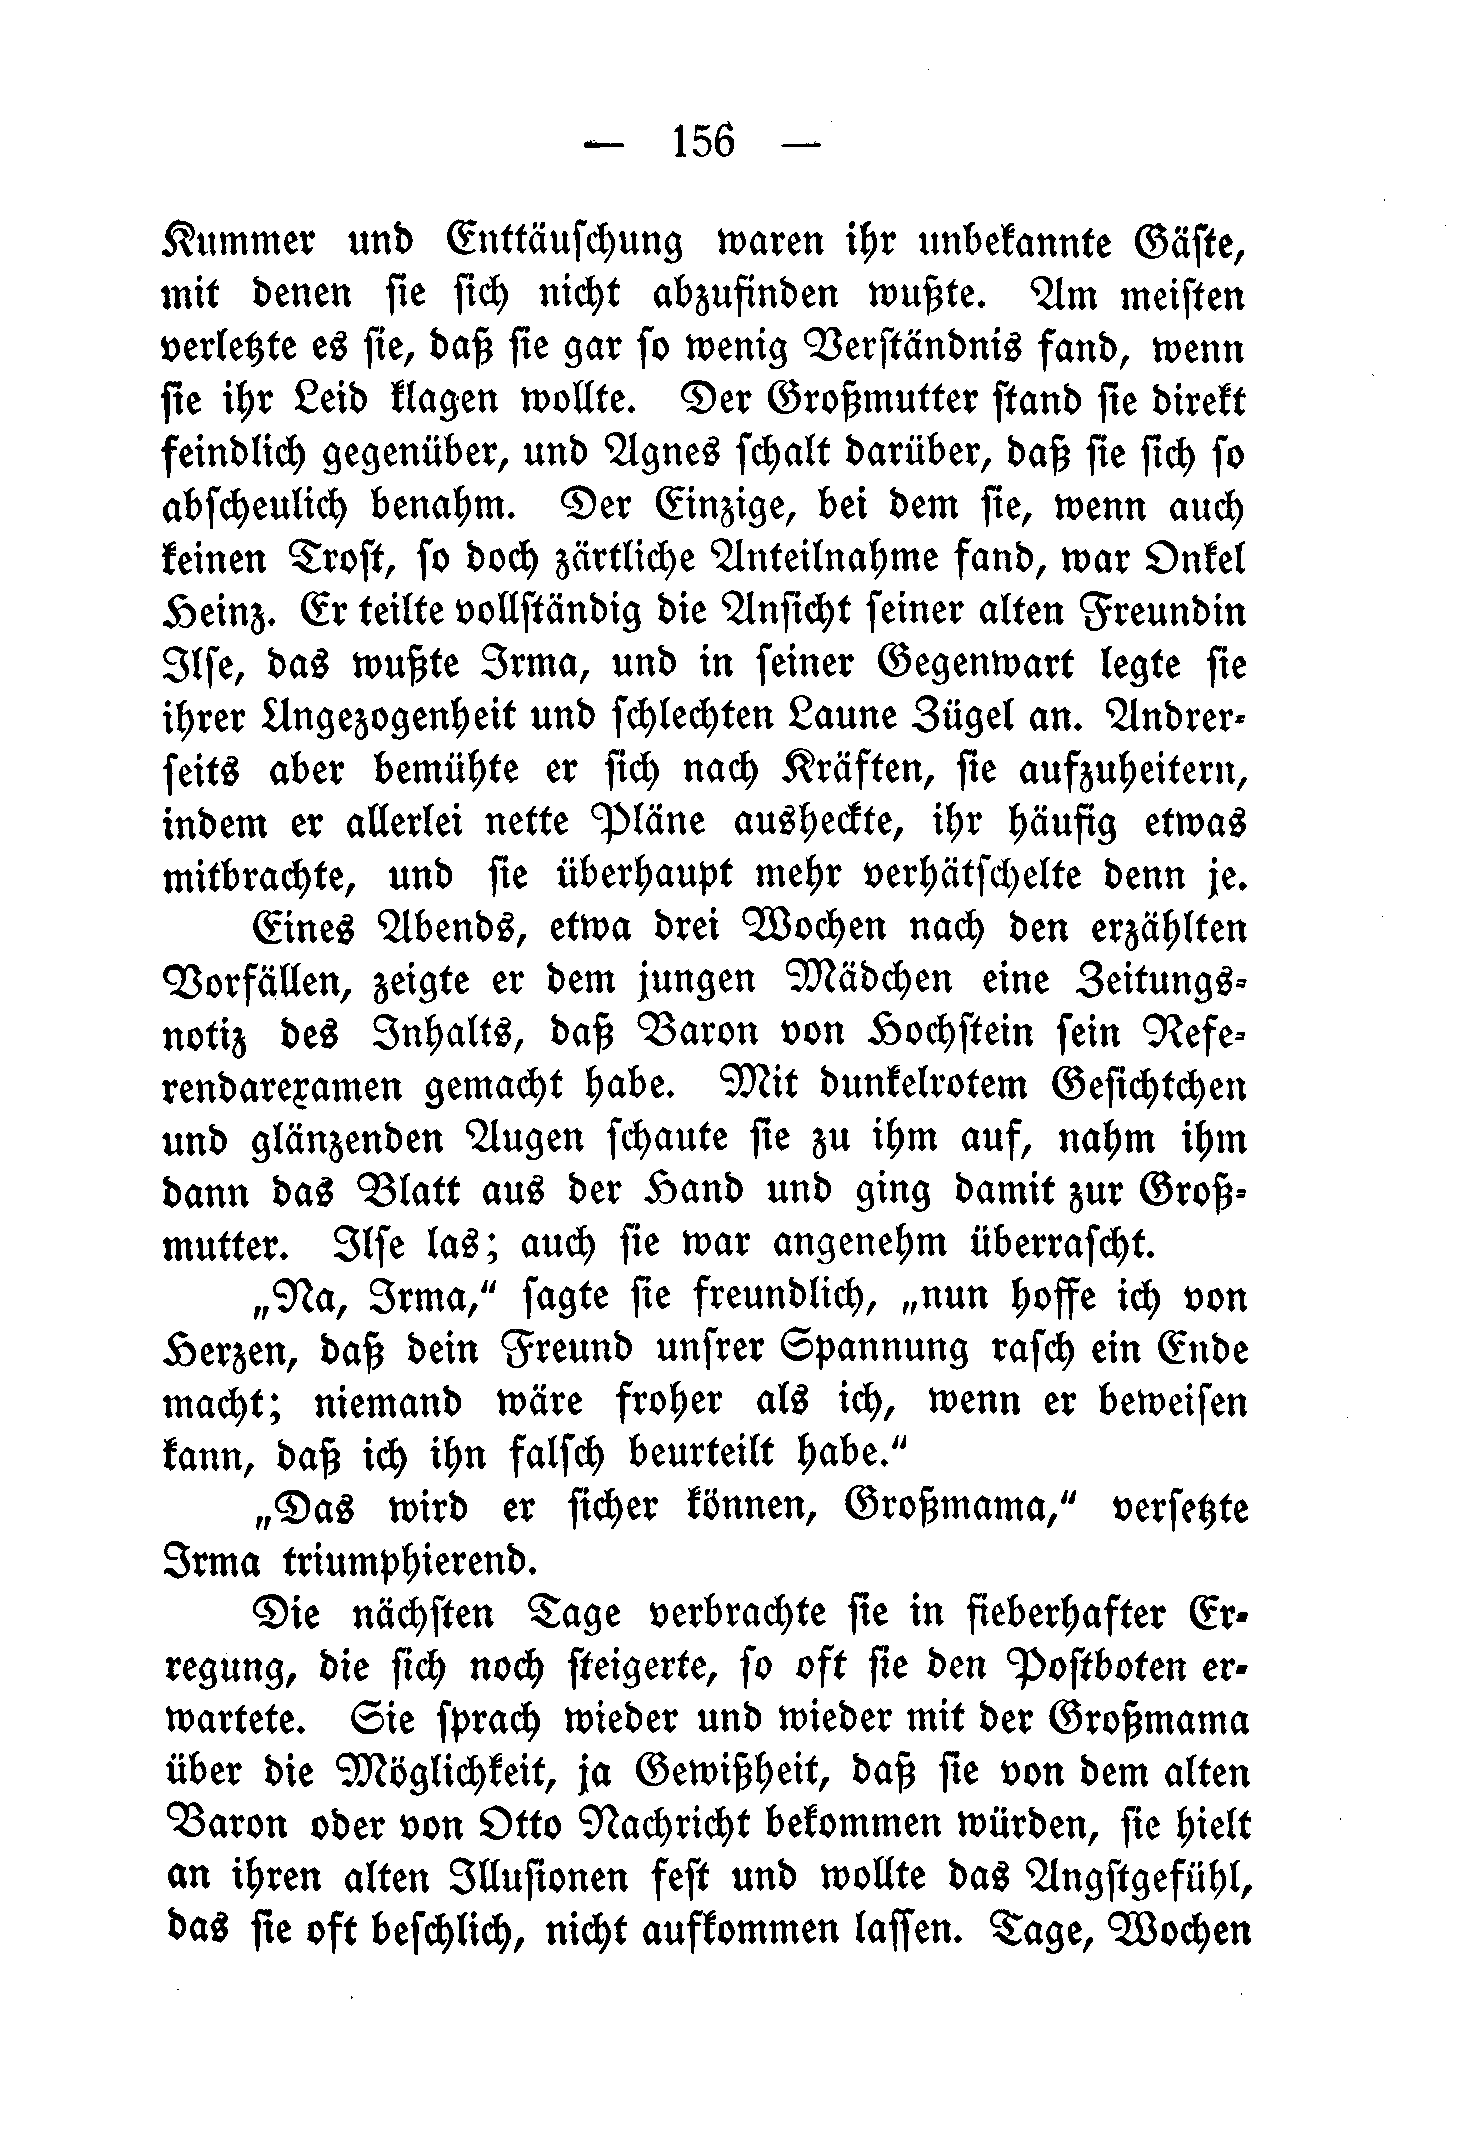 — 156 —
Kummer und Enttäuschung waren ihr unbekannte Gäste,
mit denen sie sich nicht abzufinden wußte. Am meisten
verletzte es sie, daß sie gar so wenig Verständnis fand, wenn
sie ihr Leid klagen wollte. Der Großmutter stand sie direkt
feindlich gegenüber, und Agnes schalt darüber, daß sie sich so
abscheulich benahm. Der Einzige, bei dem sie, wenn auch
keinen Trost, so doch zärtliche Anteilnahme fand, war Onkel
Heinz. Er teilte vollständig die Ansicht seiner alten Freundin
Ilse, das wußte Irma, und in seiner Gegenwart legte sie
ihrer Ungezogenheit und schlechten Laune Zügel an. Andrer-
seits aber bemühte er sich nach Kräften, sie aufzuheitern,
indem er allerlei nette Pläne ausheckte, ihr häufig etwas
mitbrachte, und sie überhaupt mehr verhätschelte denn je.
Eines Abends, etwa drei Wochen nach den erzählten
Vorfällen, zeigte er dem jungen Mädchen eine Zeitungs-
notiz des Inhalts, daß Baron von Hochstein sein Refe-
rendarexamen gemacht habe. Mit dunkelrotem Gesichtchen
und glänzenden Augen schaute sie zu ihm auf, nahm ihm
dann das Blatt aus der Hand und ging damit zur Groß-
mutter. Ilse las; auch sie war angenehm überrascht.
„Na, Irma,“ sagte sie freundlich, „nun hoffe ich von
Herzen, daß dein Freund unsrer Spannung rasch ein Ende
macht; niemand wäre froher als ich, wenn er beweisen
kann, daß ich ihn falsch beurteilt habe.“
„Das wird er sicher können, Großmama,“ versetzte
Irma triumphierend.
Die nächsten Tage verbrachte sie in fieberhafter Er-
regung, die sich noch steigerte, so oft sie den Postboten er-
wartete. Sie sprach wieder und wieder mit der Großmama
über die Möglichkeit, ja Gewißheit, daß sie von dem alten
Baron oder von Otto Nachricht bekommen würden, sie hielt
an ihren alten Illusionen fest und wollte das Angstgefühl,
das sie oft beschlich, nicht aufkommen lassen. Tage, Wochen